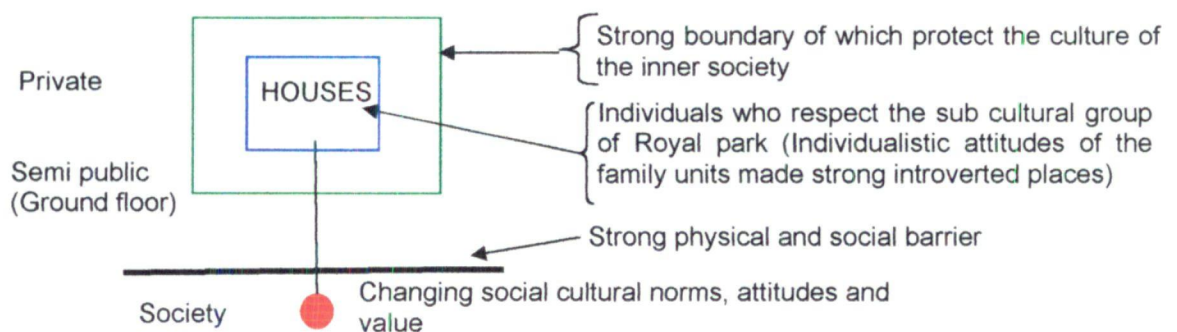 Strong boundary of which protect the culture of
the inner society
Private
HOUSES
Individuals who respect the sub cultural group
of Royal park (Individualistic attitudes of the
family units made strong introverted places)
Semi public
(Ground floor)
Strong physical and social barrier
Society
Changing social cultural norms, attitudes and
value